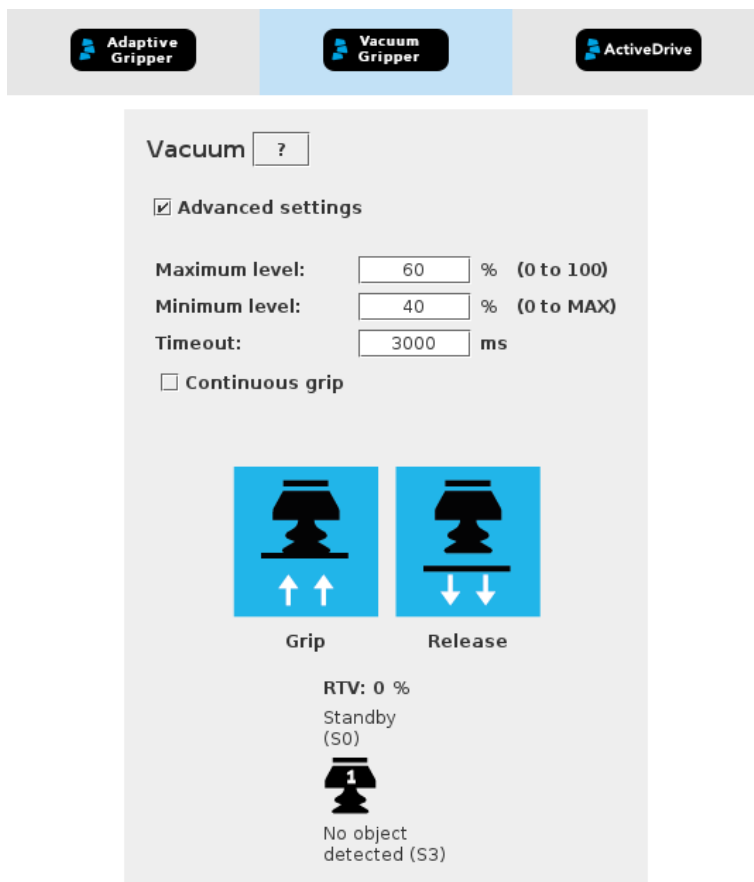 Adaptive
Gripper
Vacuum
Gripper
ActiveDrive
Vacuum ?
Advanced settings
Maximum level: 60 % (0 to 100)
Minimum level: 40 % (0 to MAX)
Timeout: 3000 ms
Continuous grip
Grip Release
RTV: 0 %
Standby
(S0)
1
No object
detected (S3)